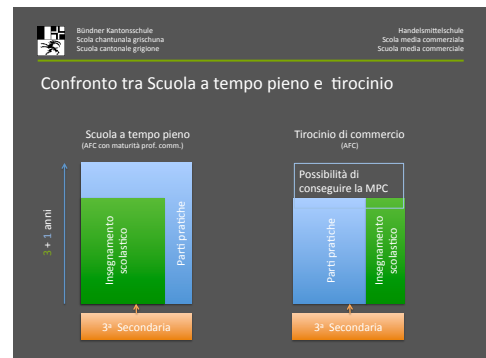 Bündner Kantonsschule
Scola chantunala grischuna
Scuola cantonale grigione
Handelsmittelschule
Scola media commerziala
Scuola media commerciale
Confronto tra Scuola a tempo pieno e tirocinio
Scuola a tempo pieno
(AFC con maturità prof. comm.)
Tirocinio di commercio
(AFC)
3 + 1 anni
Insegnamento
scolastico
Parti pratiche
3ᵃ Secondaria
Possibilità di
conseguire la MPC
Parti pratiche
Insegnamento
scolastico
3ᵃ Secondaria